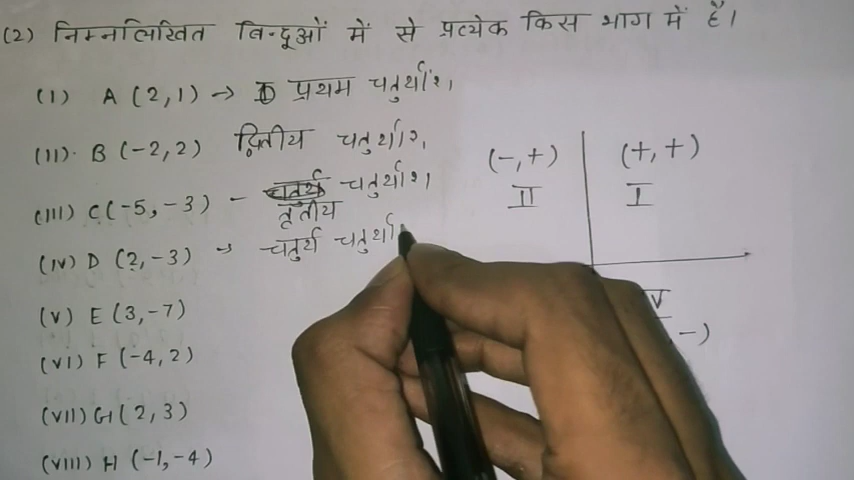 (2) निम्नलिखित बिन्दूओं में से प्रत्येक किस भाग में हैं।
(I) A (2,1) → प्रथम चतुर्थांश।
(II). B (-2,2) द्वितीय चतुर्थांश।
(III) C(-5,-3) - चतुर्थ चतुर्थांश।
तृतीय
(IV) D (2,-3) → चतुर्थ
(V) E (3,-7)
(VI) F (-4,2)
(VII) G(2,3)
(VIII) H (-1,-4)
(-,+) (+,+)
II I